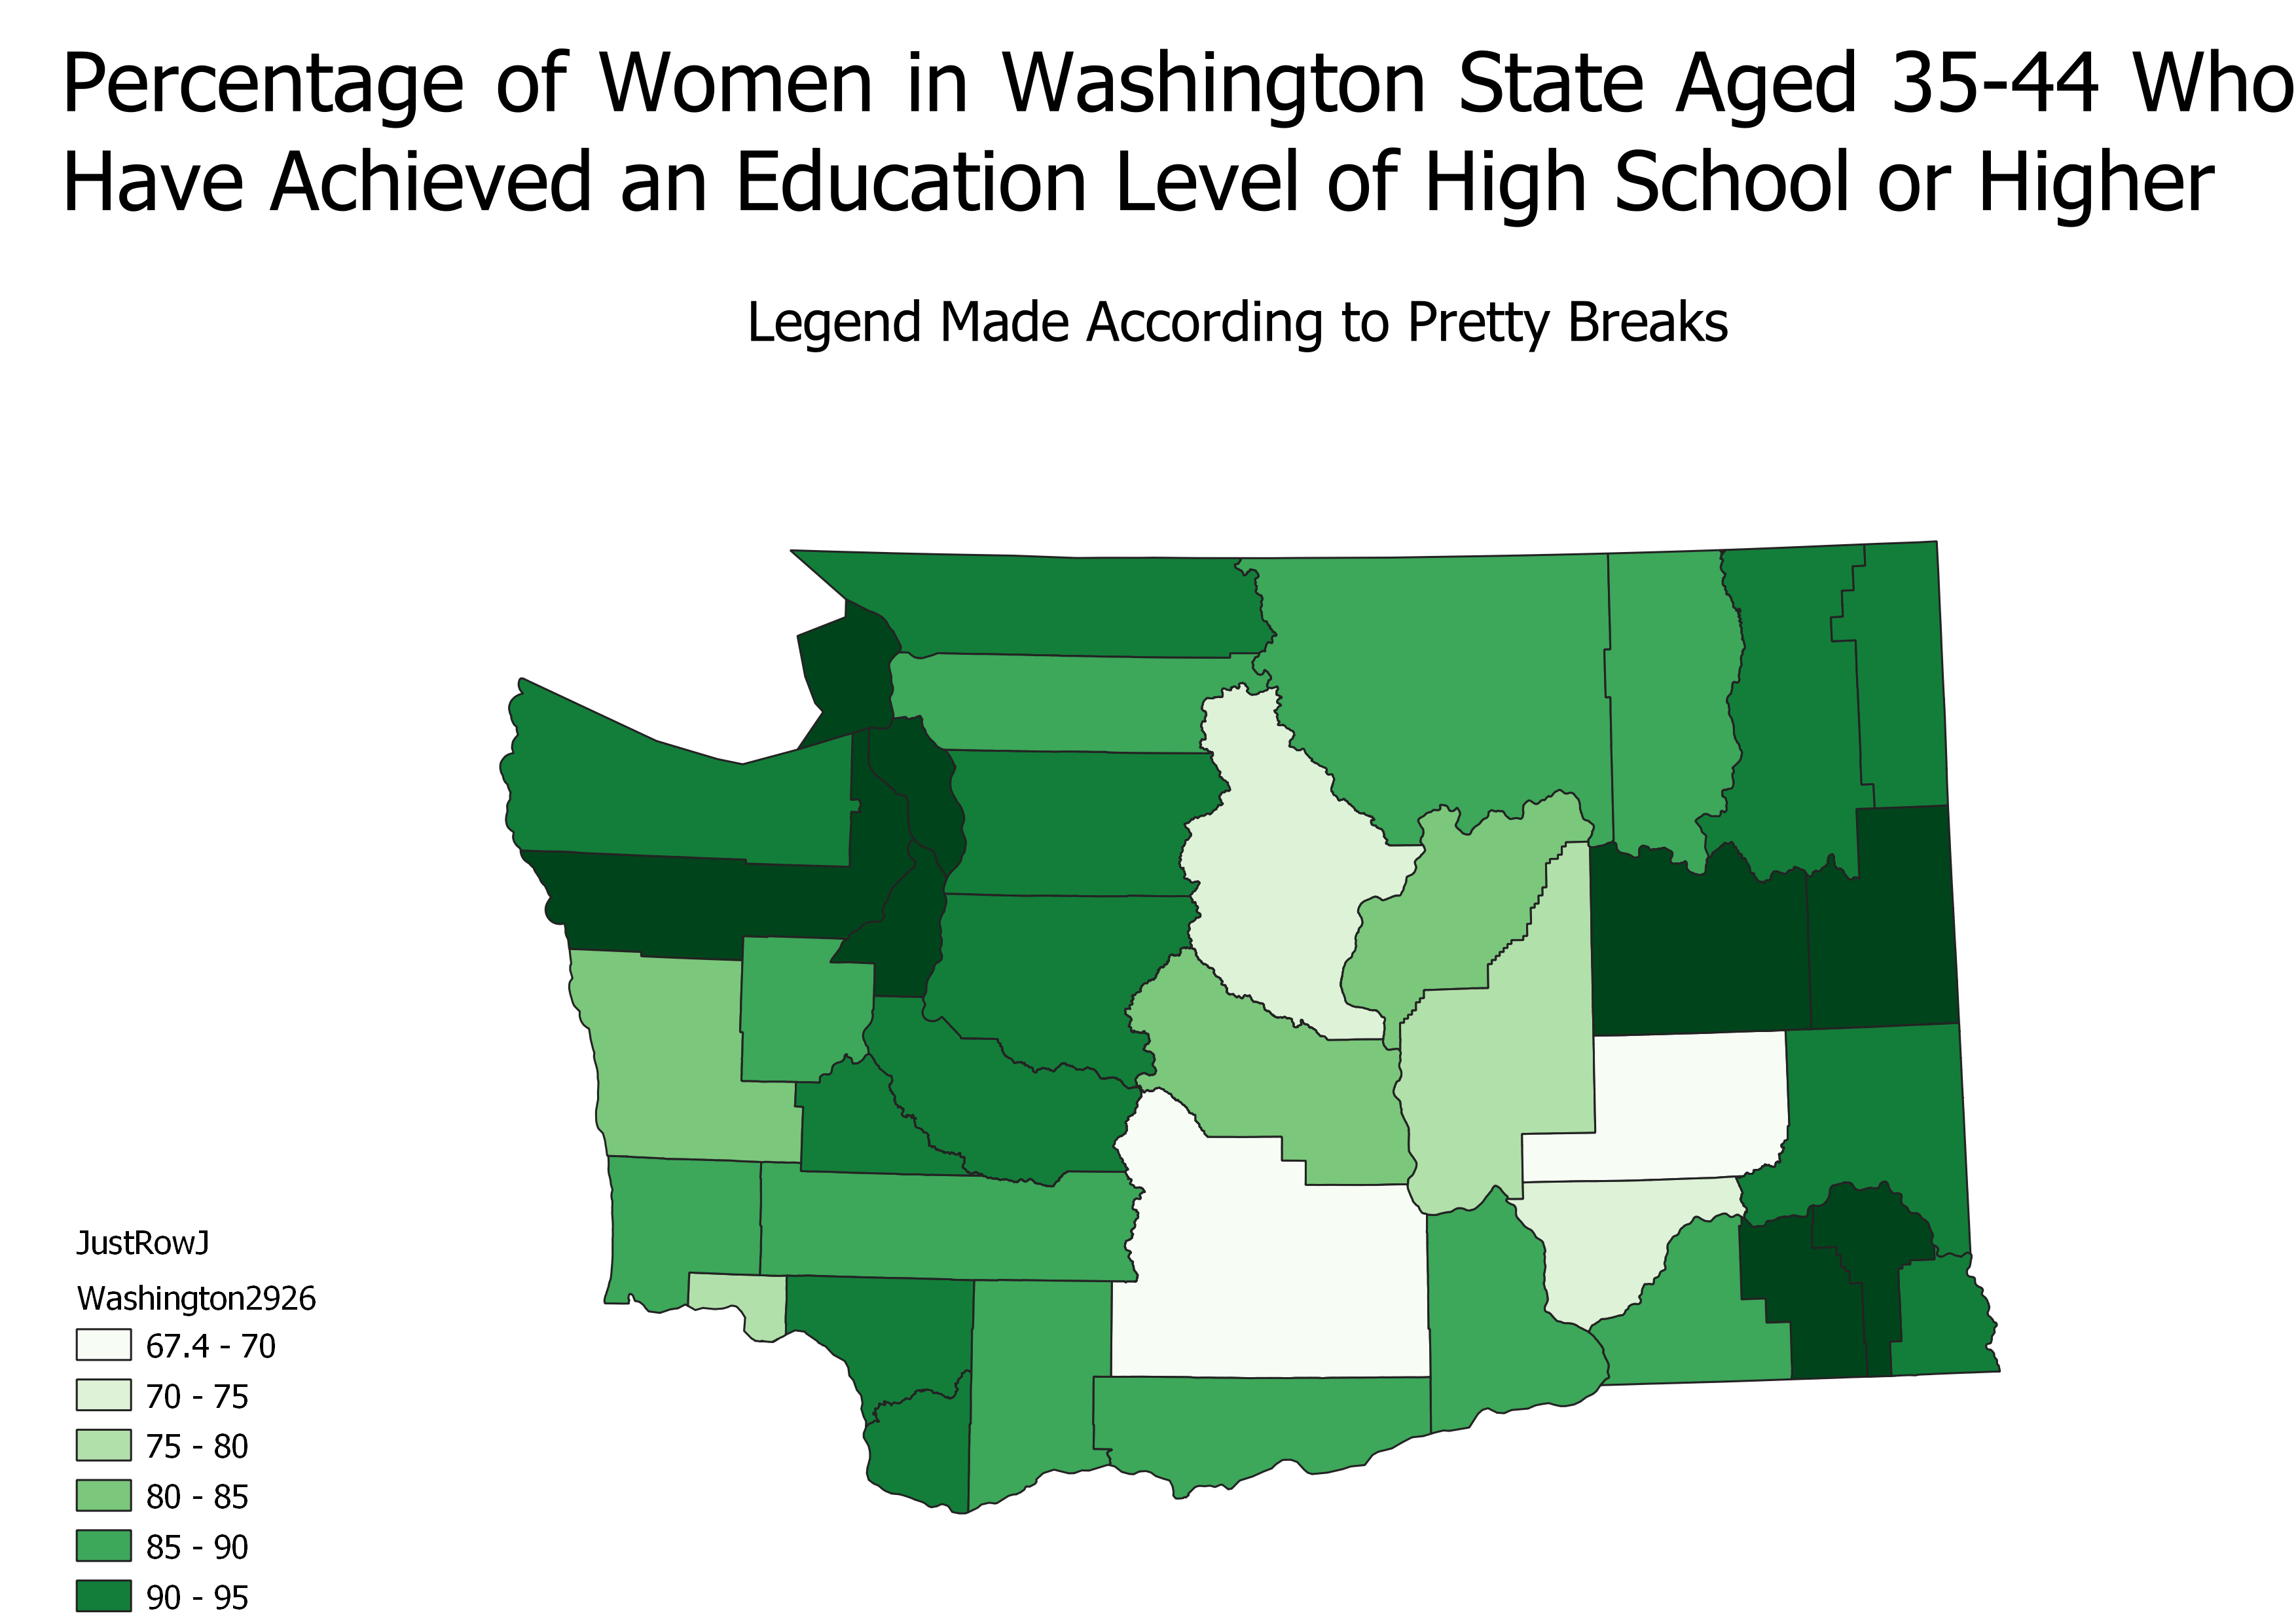 Percentage of Women in Washington State Aged 35-44 Who
Have Achieved an Education Level of High School or Higher
Legend Made According to Pretty Breaks
JustRowJ
Washington2926
67.4 - 70
70 - 75
75 - 80
80 - 85
85 - 90
90 - 95